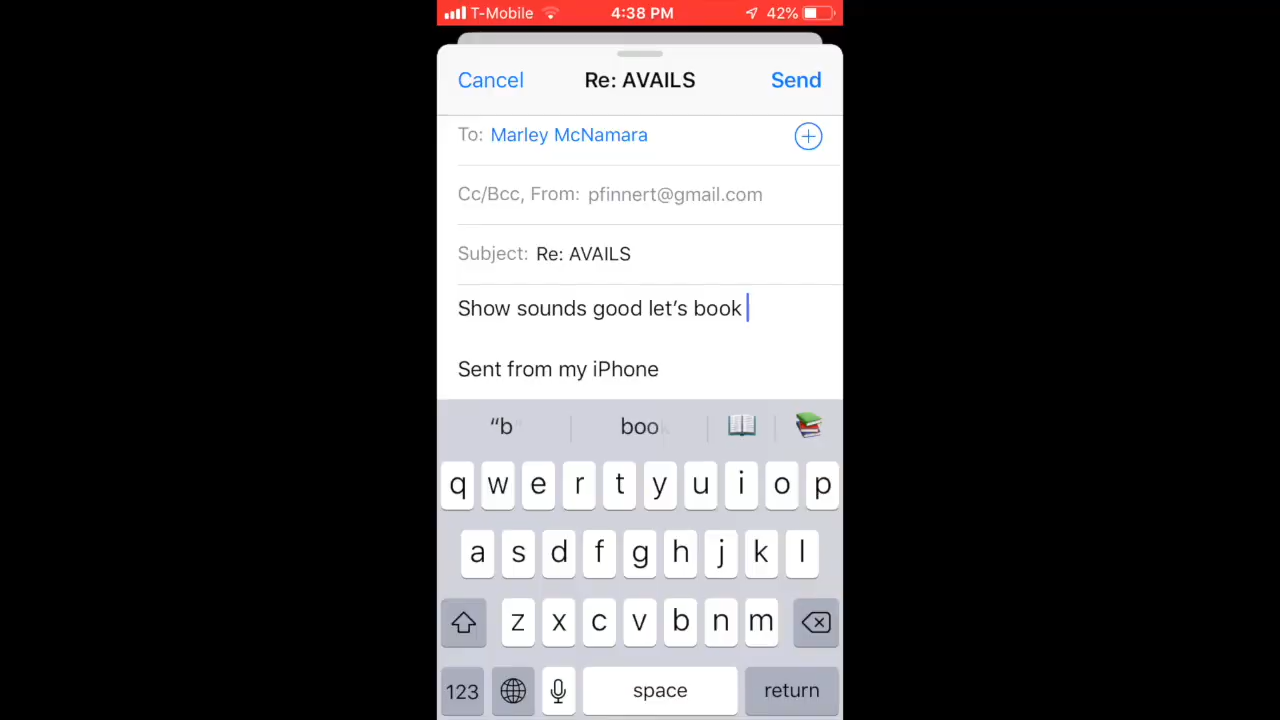 T-Mobile 4:38 PM 42%
Cancel Re: AVAILS Send
To: Marley McNamara
Cc/Bcc, From: pfinnert@gmail.com
Subject: Re: AVAILS
Show sounds good let's book
Sent from my iPhone
“b boo
q w e r t y u i o p
a s d f g h j k l
z x c v b n m
123 space return